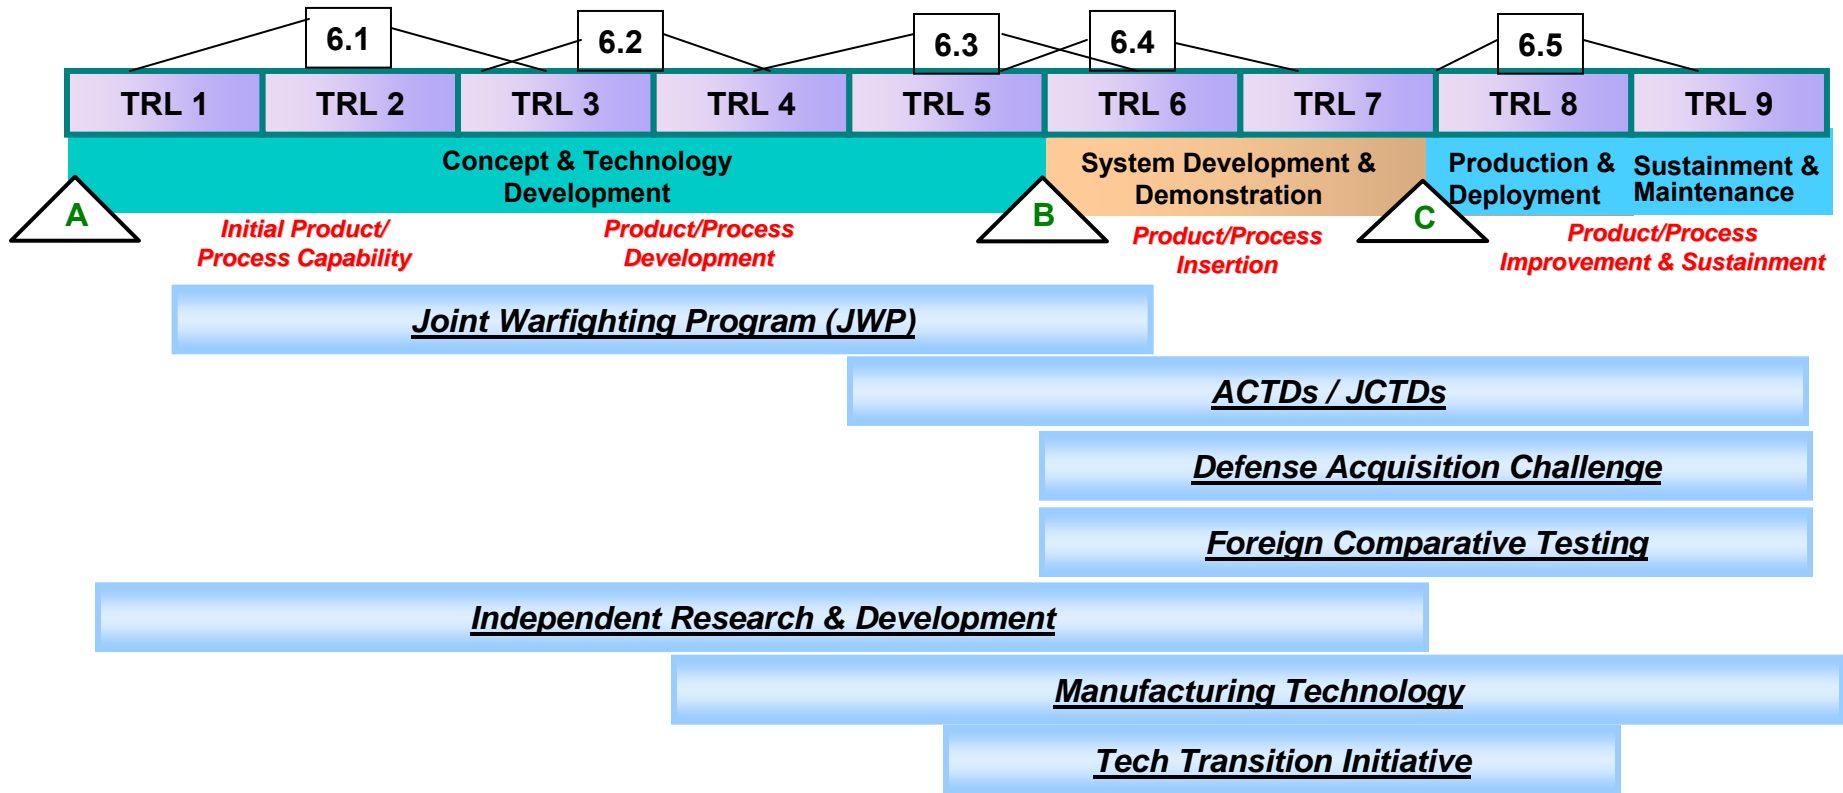 6.1
6.2
6.3
6.4
6.5
TRL 1
TRL 2
TRL 3
TRL 4
TRL 5
TRL 6
TRL 7
TRL 8
TRL 9
Concept & Technology
Development
System Development &
Demonstration
Production &
Deployment
Sustainment &
Maintenance
A
B
C
Initial Product/
Process Capability
Product/Process
Development
Product/Process
Insertion
Product/Process
Improvement & Sustainment
Joint Warfighting Program (JWP)
ACTDs / JCTDs
Defense Acquisition Challenge
Foreign Comparative Testing
Independent Research & Development
Manufacturing Technology
Tech Transition Initiative